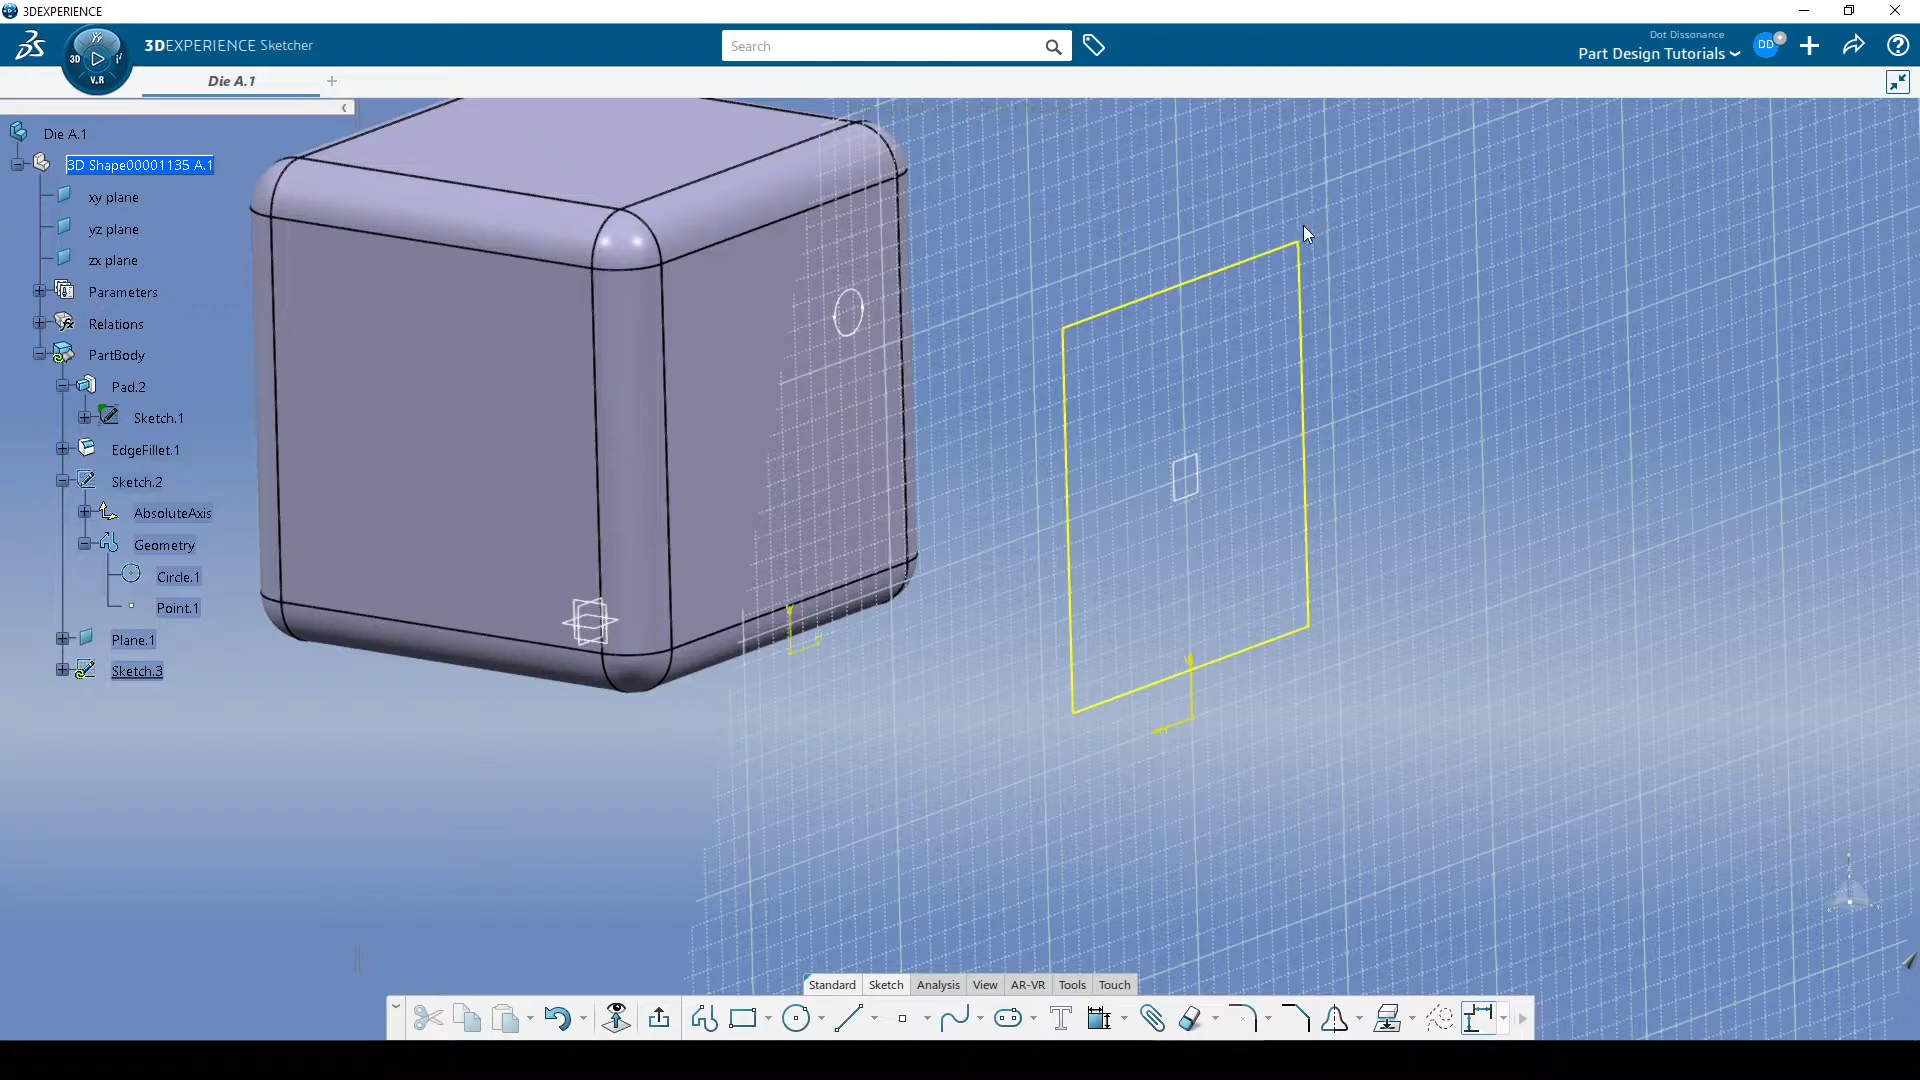 3DEXPERIENCE
3DEXPERIENCE Sketcher
3D
V.R
Search
Dot Dissonance
Part Design Tutorials
DD
Die A.1
Die A.1
3D Shape00001135 A.1
xy plane
yz plane
zx plane
Parameters
Relations
PartBody
Pad.2
Sketch.1
EdgeFillet.1
Sketch.2
AbsoluteAxis
Geometry
Circle.1
Point.1
Plane.1
Sketch.3
Standard
Sketch
Analysis
View
AR-VR
Tools
Touch